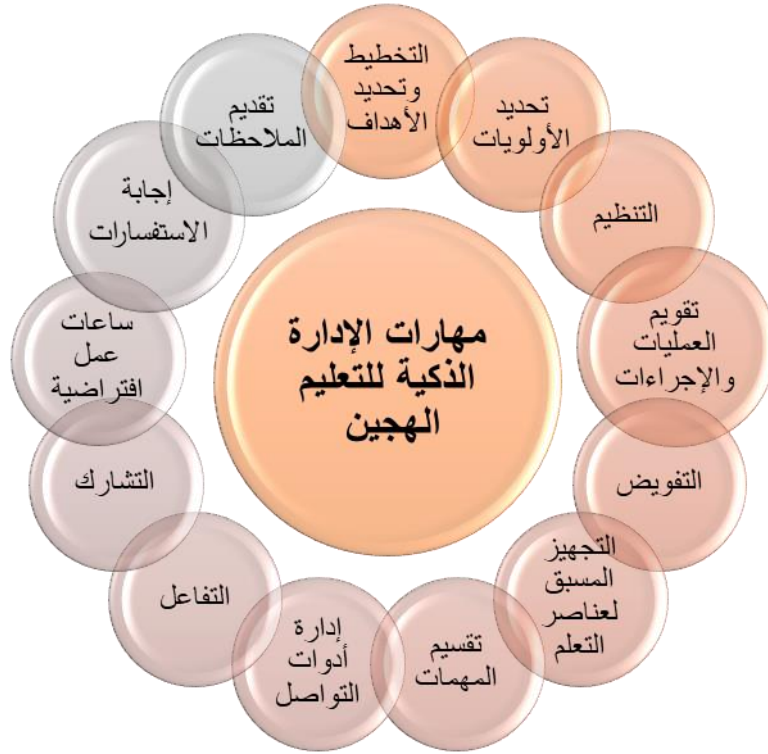 التخطيط
وتحديد
الأهداف
تحديد
الأولويات
التنظيم
تقويم
العمليات
والإجراءات
التفويض
التجهيز
المسبق
لعناصر
التعلم
تقسيم
المهمات
إدارة
أدوات
التواصل
التفاعل
التشارك
ساعات
عمل
افتراضية
إجابة
الاستفسارات
تقديم
الملاحظات
مهارات الإدارة
الذكية للتعليم
الهجين